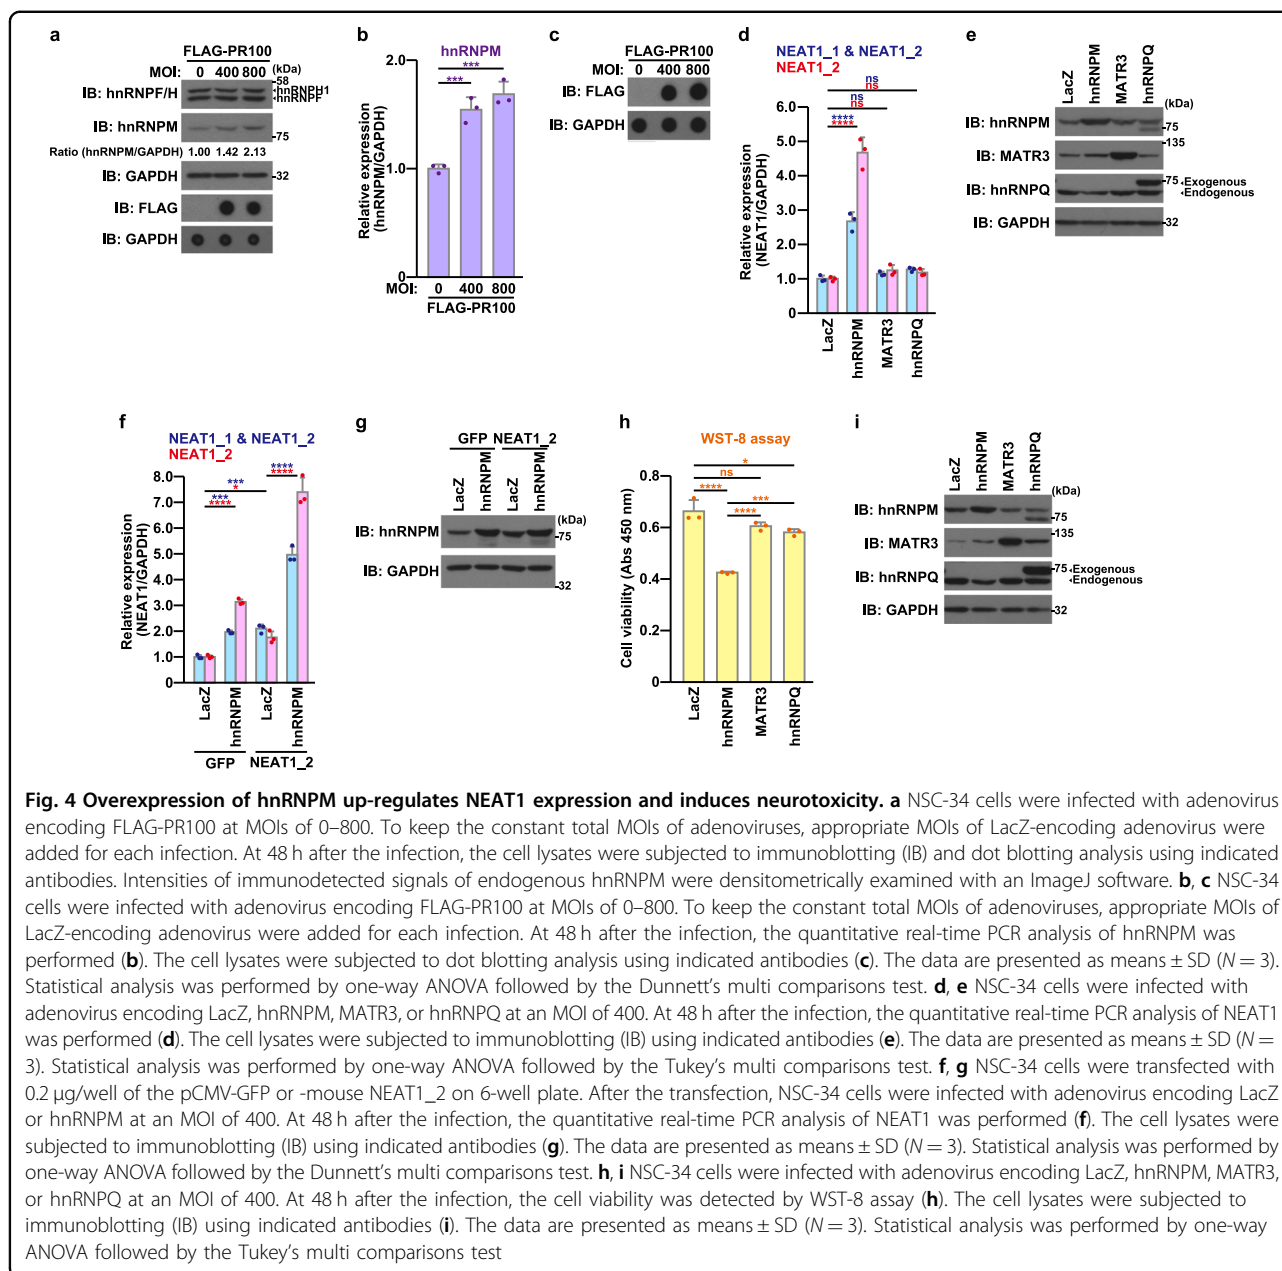 a
FLAG-PR100
MOI: 0 400 800 (kDa)
58
IB: hnRNPF/H
hnRNPH1
hnRNPF
IB: hnRNPM
75
Ratio (hnRNPM/GAPDH) 1.00 1.42 2.13
IB: GAPDH
32
IB: FLAG
IB: GAPDH
b
hnRNPM
Relative expression
(hnRNPM/GAPDH)
2.0
1.0
0
***
***
MOI: 0 400 800
FLAG-PR100
c
FLAG-PR100
MOI: 0 400 800
IB: FLAG
IB: GAPDH
d
NEAT1_1 & NEAT1_2
NEAT1_2
Relative expression
(NEAT1/GAPDH)
6.0
5.0
4.0
3.0
2.0
1.0
0
ns
ns
ns
ns
****
****
LacZ
hnRNPM
MATR3
hnRNPQ
e
LacZ hnRNPM MATR3 hnRNPQ
(kDa)
IB: hnRNPM
75
135
IB: MATR3
IB: hnRNPQ
75 Exogenous
Endogenous
IB: GAPDH
32
f
NEAT1_1 & NEAT1_2
NEAT1_2
Relative expression
(NEAT1/GAPDH)
8.0
7.0
6.0
5.0
4.0
3.0
2.0
1.0
0
****
****
***
*
***
****
LacZ hnRNPM LacZ hnRNPM
GFP NEAT1_2
g
GFP NEAT1_2
LacZ hnRNPM LacZ hnRNPM
(kDa)
IB: hnRNPM
75
IB: GAPDH
32
h
WST-8 assay
Cell viability (Abs 450 nm)
0.8
0.6
0.4
0.2
0
*
ns
**** ***
****
LacZ
hnRNPM
MATR3
hnRNPQ
i
LacZ hnRNPM MATR3 hnRNPQ
(kDa)
IB: hnRNPM
75
135
IB: MATR3
IB: hnRNPQ
75 Exogenous
Endogenous
IB: GAPDH
32
Fig. 4 Overexpression of hnRNPM up-regulates NEAT1 expression and induces neurotoxicity. a NSC-34 cells were infected with adenovirus
encoding FLAG-PR100 at MOIs of 0–800. To keep the constant total MOIs of adenoviruses, appropriate MOIs of LacZ-encoding adenovirus were
added for each infection. At 48 h after the infection, the cell lysates were subjected to immunoblotting (IB) and dot blotting analysis using indicated
antibodies. Intensities of immunodetected signals of endogenous hnRNPM were densitometrically examined with an ImageJ software. b, c NSC-34
cells were infected with adenovirus encoding FLAG-PR100 at MOIs of 0–800. To keep the constant total MOIs of adenoviruses, appropriate MOIs of
LacZ-encoding adenovirus were added for each infection. At 48 h after the infection, the quantitative real-time PCR analysis of hnRNPM was
performed (b). The cell lysates were subjected to dot blotting analysis using indicated antibodies (c). The data are presented as means ± SD (N = 3).
Statistical analysis was performed by one-way ANOVA followed by the Dunnett's multi comparisons test. d, e NSC-34 cells were infected with
adenovirus encoding LacZ, hnRNPM, MATR3, or hnRNPQ at an MOI of 400. At 48 h after the infection, the quantitative real-time PCR analysis of NEAT1
was performed (d). The cell lysates were subjected to immunoblotting (IB) using indicated antibodies (e). The data are presented as means ± SD (N =
3). Statistical analysis was performed by one-way ANOVA followed by the Tukey's multi comparisons test. f, g NSC-34 cells were transfected with
0.2 µg/well of the pCMV-GFP or -mouse NEAT1_2 on 6-well plate. After the transfection, NSC-34 cells were infected with adenovirus encoding LacZ
or hnRNPM at an MOI of 400. At 48 h after the infection, the quantitative real-time PCR analysis of NEAT1 was performed (f). The cell lysates were
subjected to immunoblotting (IB) using indicated antibodies (g). The data are presented as means ± SD (N = 3). Statistical analysis was performed by
one-way ANOVA followed by the Dunnett's multi comparisons test. h, i NSC-34 cells were infected with adenovirus encoding LacZ, hnRNPM, MATR3,
or hnRNPQ at an MOI of 400. At 48 h after the infection, the cell viability was detected by WST-8 assay (h). The cell lysates were subjected to
immunoblotting (IB) using indicated antibodies (i). The data are presented as means ± SD (N = 3). Statistical analysis was performed by one-way
ANOVA followed by the Tukey's multi comparisons test